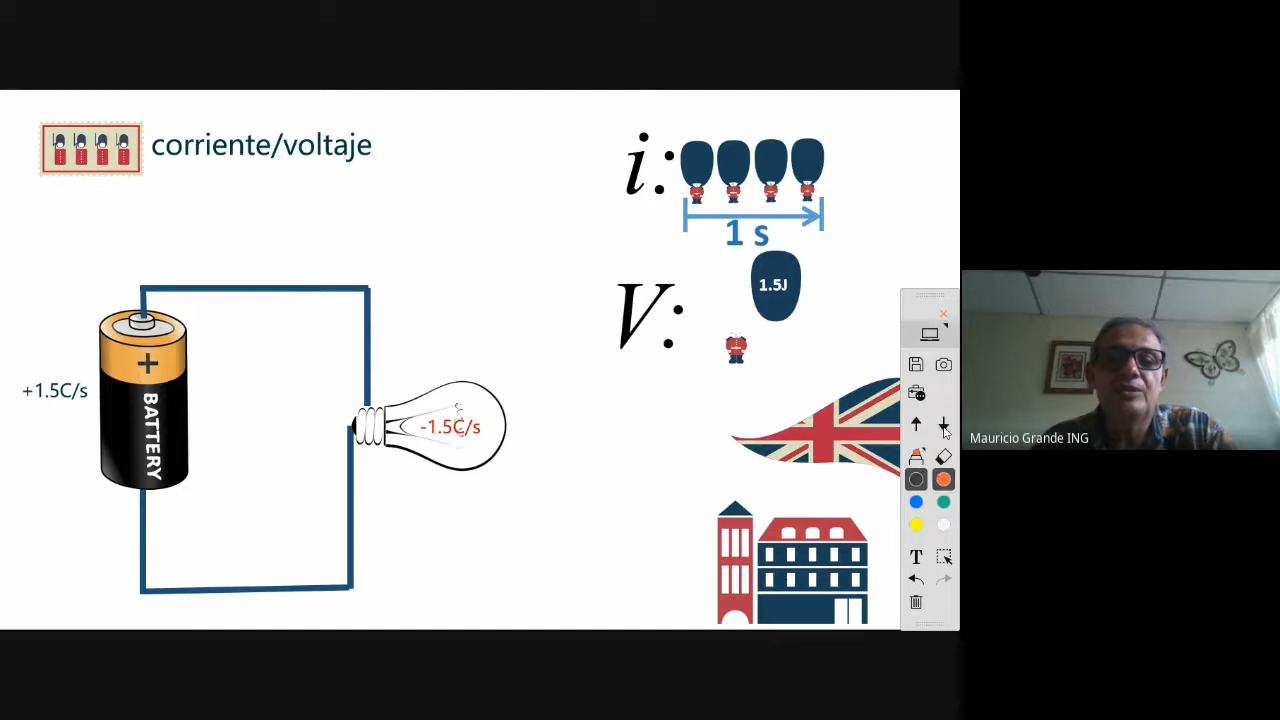 corriente/voltaje
i:
1 s
V:
1.5J
+
BATTERY
+1.5C/s
-1.5C/s
T
Mauricio Grande ING